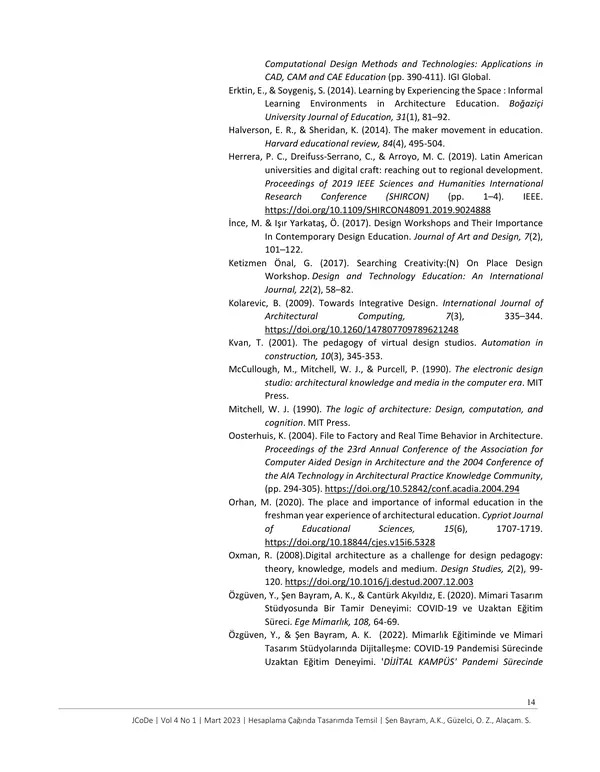 Computational Design Methods and Technologies: Applications in
CAD, CAM and CAE Education (pp. 390-411). IGI Global.
Erktin, E., & Soygeniş, S. (2014). Learning by Experiencing the Space : Informal
Learning Environments in Architecture Education. Boğaziçi
University Journal of Education, 31(1), 81–92.
Halverson, E. R., & Sheridan, K. (2014). The maker movement in education.
Harvard educational review, 84(4), 495-504.
Herrera, P. C., Dreifuss-Serrano, C., & Arroyo, M. C. (2019). Latin American
universities and digital craft: reaching out to regional development.
Proceedings of 2019 IEEE Sciences and Humanities International
Research Conference (SHIRCON) (pp. 1–4). IEEE.
https://doi.org/10.1109/SHIRCON48091.2019.9024888
İnce, M. & Işır Yarkataş, Ö. (2017). Design Workshops and Their Importance
In Contemporary Design Education. Journal of Art and Design, 7(2),
101–122.
Ketizmen Önal, G. (2017). Searching Creativity:(N) On Place Design
Workshop. Design and Technology Education: An International
Journal, 22(2), 58–82.
Kolarevic, B. (2009). Towards Integrative Design. International Journal of
Architectural Computing, 7(3), 335–344.
https://doi.org/10.1260/147807709789621248
Kvan, T. (2001). The pedagogy of virtual design studios. Automation in
construction, 10(3), 345-353.
McCullough, M., Mitchell, W. J., & Purcell, P. (1990). The electronic design
studio: architectural knowledge and media in the computer era. MIT
Press.
Mitchell, W. J. (1990). The logic of architecture: Design, computation, and
cognition. MIT Press.
Oosterhuis, K. (2004). File to Factory and Real Time Behavior in Architecture.
Proceedings of the 23rd Annual Conference of the Association for
Computer Aided Design in Architecture and the 2004 Conference of
the AIA Technology in Architectural Practice Knowledge Community,
(pp. 294-305). https://doi.org/10.52842/conf.acadia.2004.294
Orhan, M. (2020). The place and importance of informal education in the
freshman year experience of architectural education. Cypriot Journal
of Educational Sciences, 15(6), 1707-1719.
https://doi.org/10.18844/cjes.v15i6.5328
Oxman, R. (2008).Digital architecture as a challenge for design pedagogy:
theory, knowledge, models and medium. Design Studies, 2(2), 99-
120. https://doi.org/10.1016/j.destud.2007.12.003
Özgüven, Y., Şen Bayram, A. K., & Cantürk Akyıldız, E. (2020). Mimari Tasarım
Stüdyosunda Bir Tamir Deneyimi: COVID-19 ve Uzaktan Eğitim
Süreci. Ege Mimarlık, 108, 64-69.
Özgüven, Y., & Şen Bayram, A. K. (2022). Mimarlık Eğitiminde ve Mimari
Tasarım Stüdyolarında Dijitalleşme: COVID-19 Pandemisi Sürecinde
Uzaktan Eğitim Deneyimi. 'DİJİTAL KAMPÜS' Pandemi Sürecinde
14
JCoDe | Vol 4 No 1 | Mart 2023 | Hesaplama Çağında Tasarımda Temsil | Şen Bayram, A.K., Güzelci, O. Z., Alaçam. S.